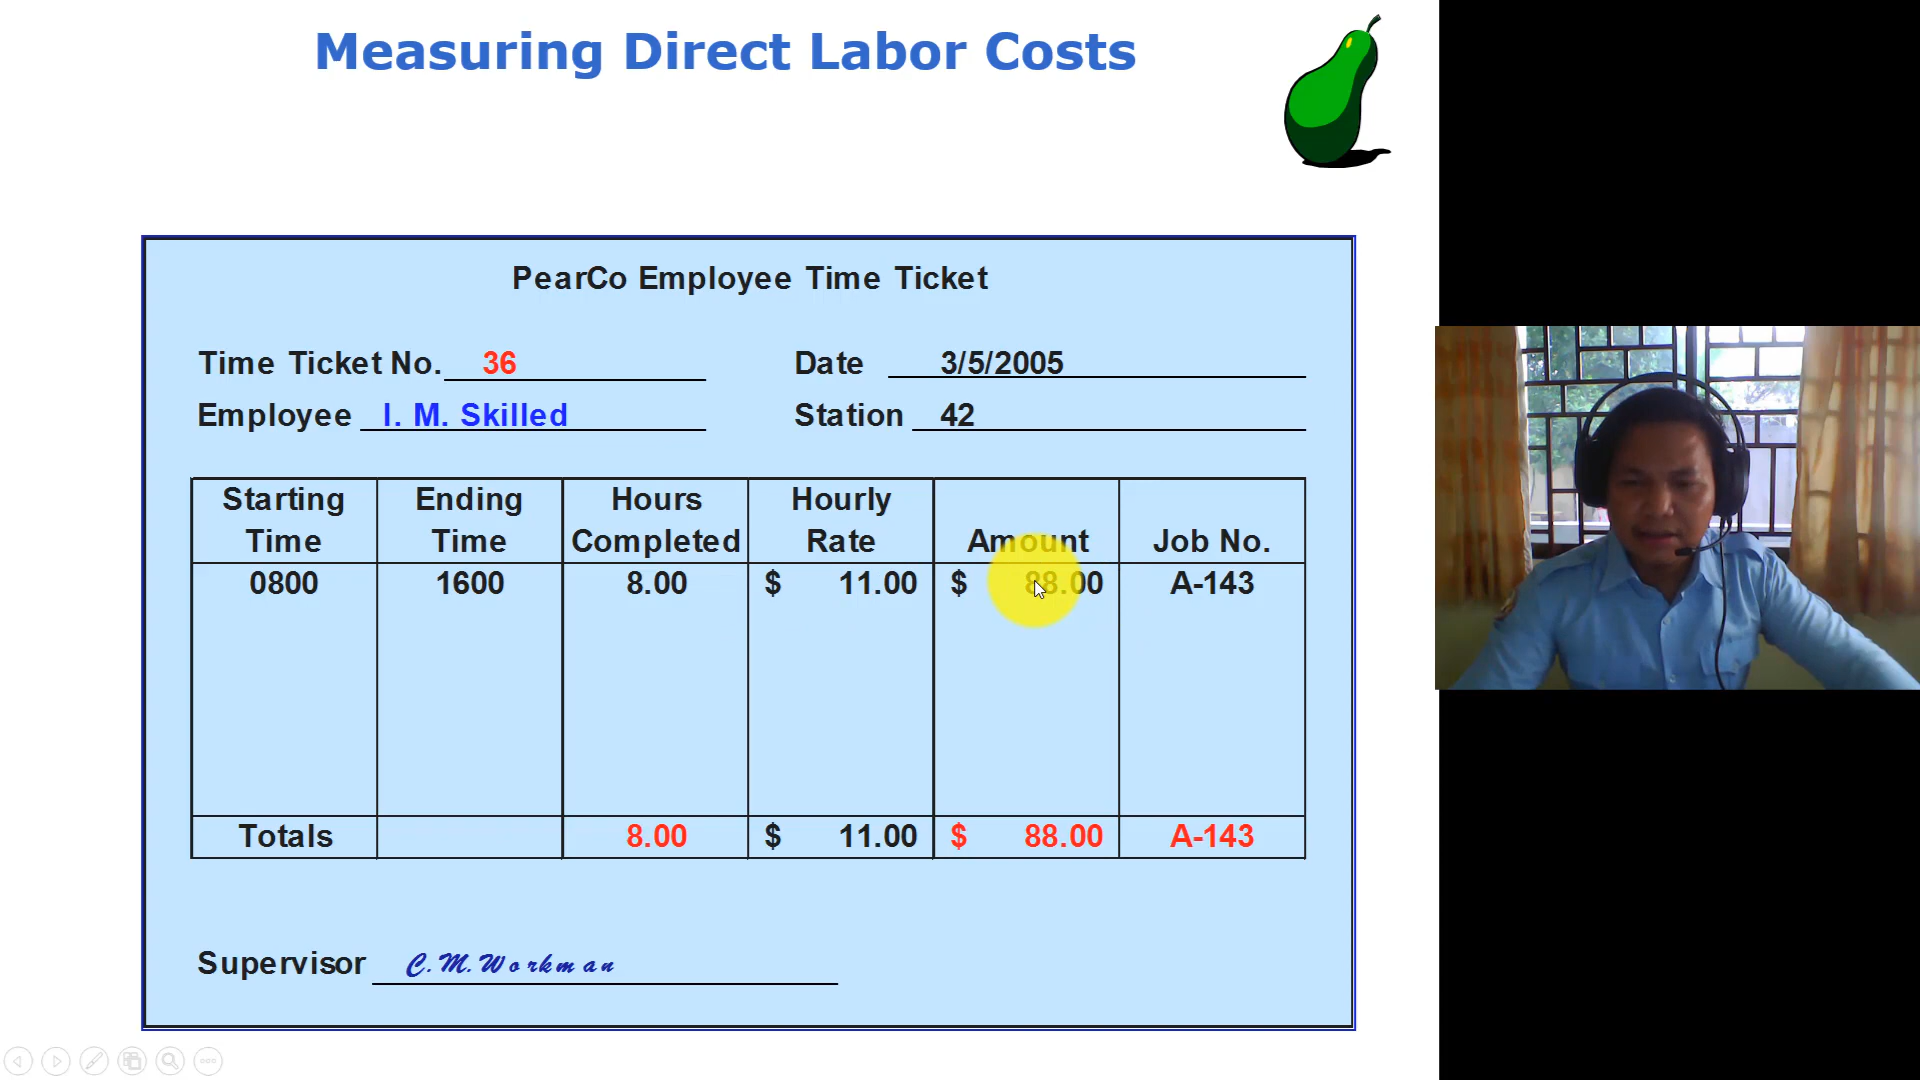 Measuring Direct Labor Costs
PearCo Employee Time Ticket
Time Ticket No. 36 Date 3/5/2005
Employee I. M. Skilled Station 42
Starting Time Ending Time Hours Completed Hourly Rate Amount Job No.
0800 1600 8.00 $ 11.00 $ 88.00 A-143
Totals 8.00 $ 11.00 $ 88.00 A-143
Supervisor C. M. Workman